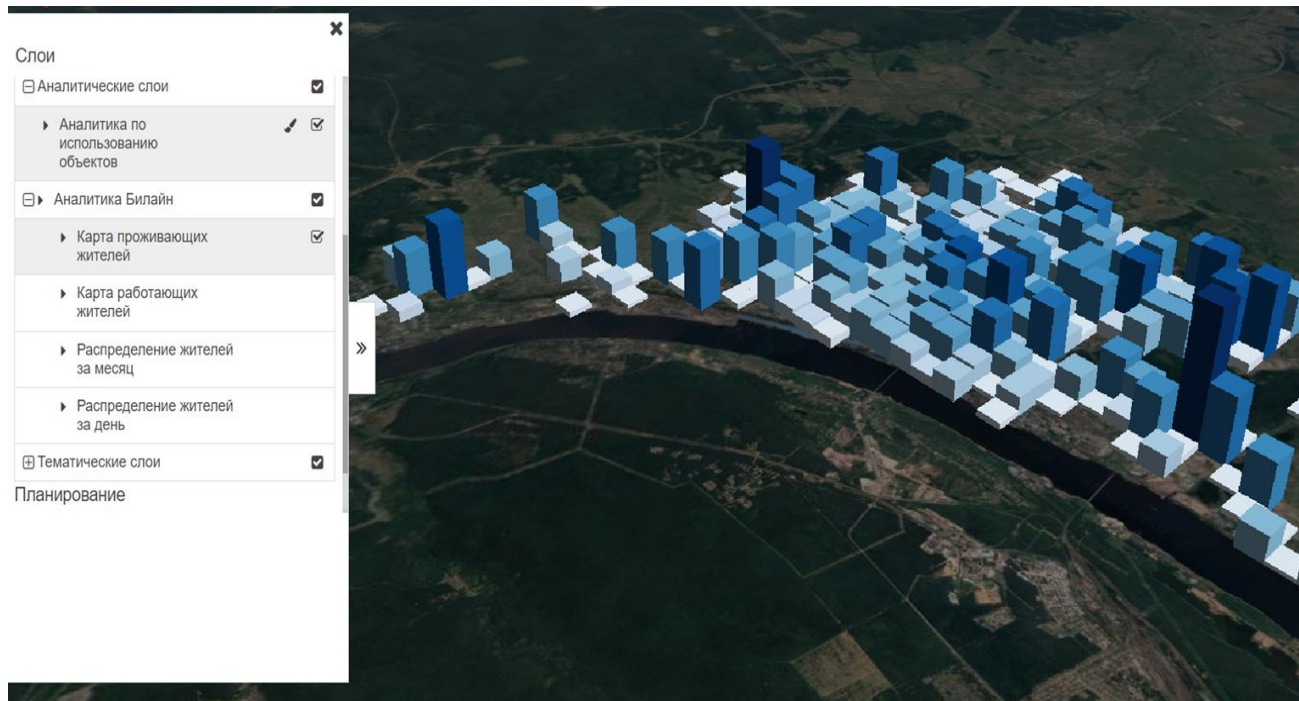 Слои
Аналитические слои
Аналитика по
использованию
объектов
Аналитика Билайн
Карта проживающих
жителей
Карта работающих
жителей
Распределение жителей
за месяц
Распределение жителей
за день
Тематические слои
Планирование